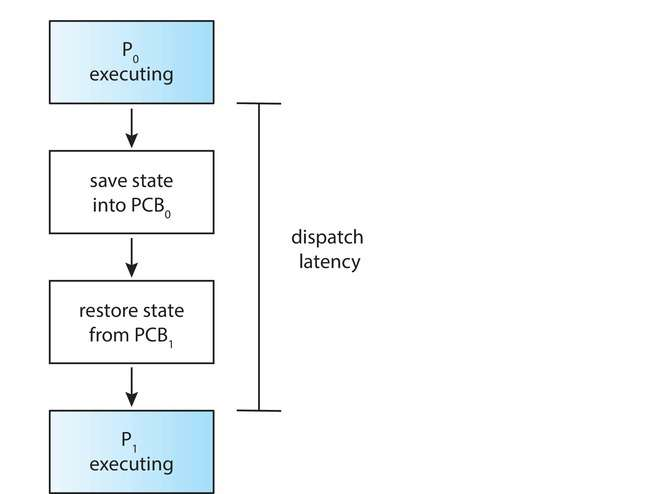 P₀
executing
save state
into PCB₀
dispatch
latency
restore state
from PCB₁
P₁
executing